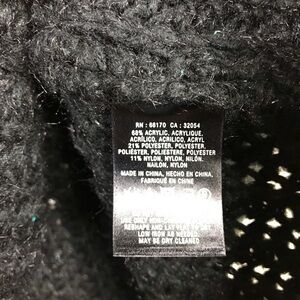 RN : 66170 CA : 32054
68% ACRYLIC, ACRYLIQUE,
ACRÍLICO, ACRILICO, ACRYL
21% POLYESTER, POLYESTER,
POLIÉSTER, POLIESTERE, POLYESTER
11% NYLON, NYLON, NILÓN,
NAILON, NYLON
MADE IN CHINA, HECHO EN CHINA,
FABRIQUÉ EN CHINE
RESHAPE AND LAY FLAT TO DRY
LOW IRON AS NEEDED
MAY BE DRY CLEANED